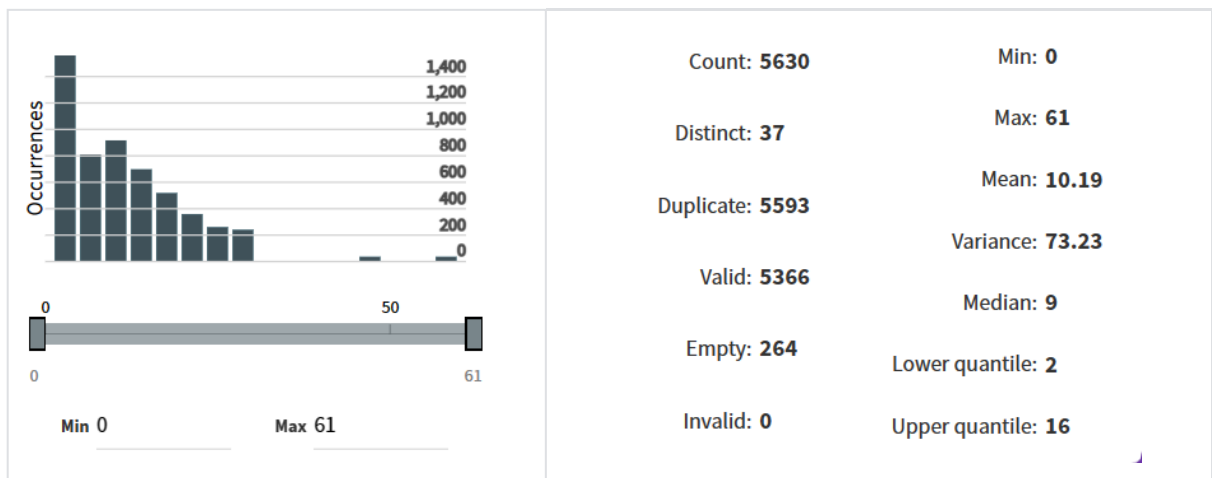 Occurrences
1,400
1,200
1,000
800
600
400
200
0
0 50
0 61
Min 0 Max 61
Count: 5630
Distinct: 37
Duplicate: 5593
Valid: 5366
Empty: 264
Invalid: 0
Min: 0
Max: 61
Mean: 10.19
Variance: 73.23
Median: 9
Lower quantile: 2
Upper quantile: 16